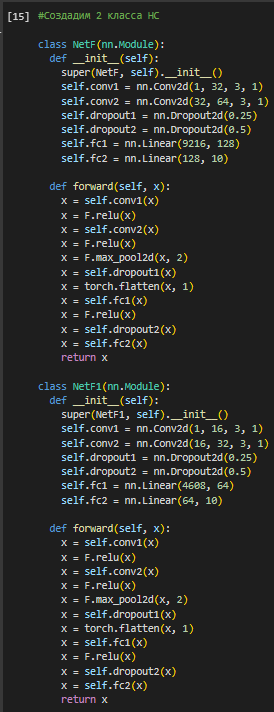 [15] #Создадим 2 класса НС
class NetF(nn.Module):
  def __init__(self):
    super(NetF, self).__init__()
    self.conv1 = nn.Conv2d(1, 32, 3, 1)
    self.conv2 = nn.Conv2d(32, 64, 3, 1)
    self.dropout1 = nn.Dropout2d(0.25)
    self.dropout2 = nn.Dropout2d(0.5)
    self.fc1 = nn.Linear(9216, 128)
    self.fc2 = nn.Linear(128, 10)
  def forward(self, x):
    x = self.conv1(x)
    x = F.relu(x)
    x = self.conv2(x)
    x = F.relu(x)
    x = F.max_pool2d(x, 2)
    x = self.dropout1(x)
    x = torch.flatten(x, 1)
    x = self.fc1(x)
    x = F.relu(x)
    x = self.dropout2(x)
    x = self.fc2(x)
    return x
class NetF1(nn.Module):
  def __init__(self):
    super(NetF1, self).__init__()
    self.conv1 = nn.Conv2d(1, 16, 3, 1)
    self.conv2 = nn.Conv2d(16, 32, 3, 1)
    self.dropout1 = nn.Dropout2d(0.25)
    self.dropout2 = nn.Dropout2d(0.5)
    self.fc1 = nn.Linear(4608, 64)
    self.fc2 = nn.Linear(64, 10)
  def forward(self, x):
    x = self.conv1(x)
    x = F.relu(x)
    x = self.conv2(x)
    x = F.relu(x)
    x = F.max_pool2d(x, 2)
    x = self.dropout1(x)
    x = torch.flatten(x, 1)
    x = self.fc1(x)
    x = F.relu(x)
    x = self.dropout2(x)
    x = self.fc2(x)
    return x